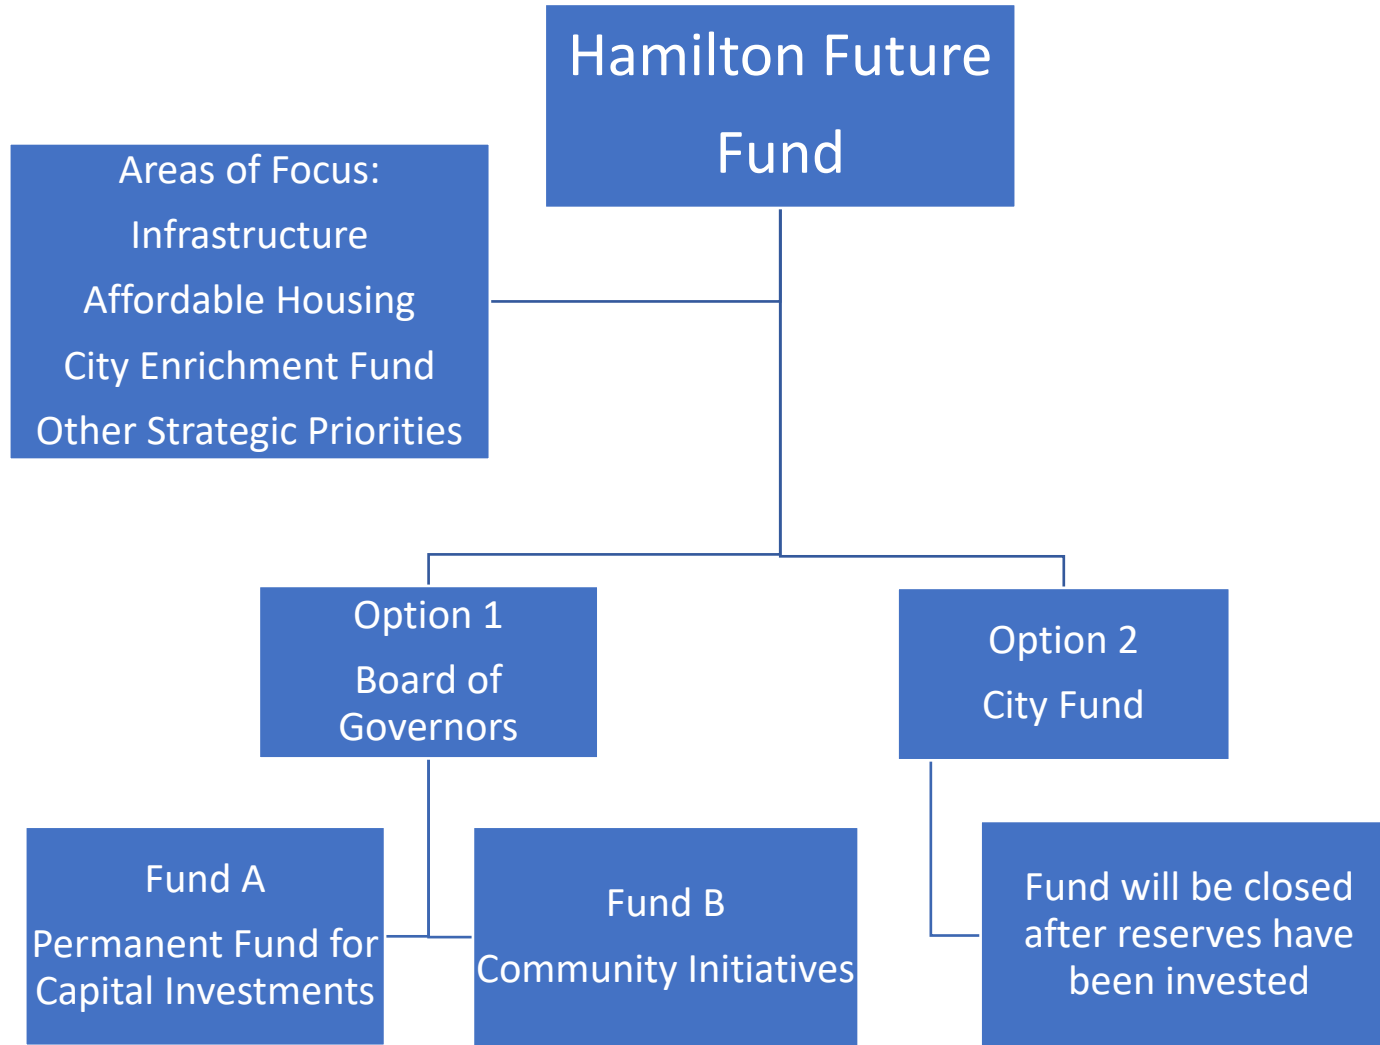 Hamilton Future
Fund
Areas of Focus:
Infrastructure
Affordable Housing
City Enrichment Fund
Other Strategic Priorities
Option 1
Board of
Governors
Option 2
City Fund
Fund A
Permanent Fund for
Capital Investments
Fund B
Community Initiatives
Fund will be closed
after reserves have
been invested